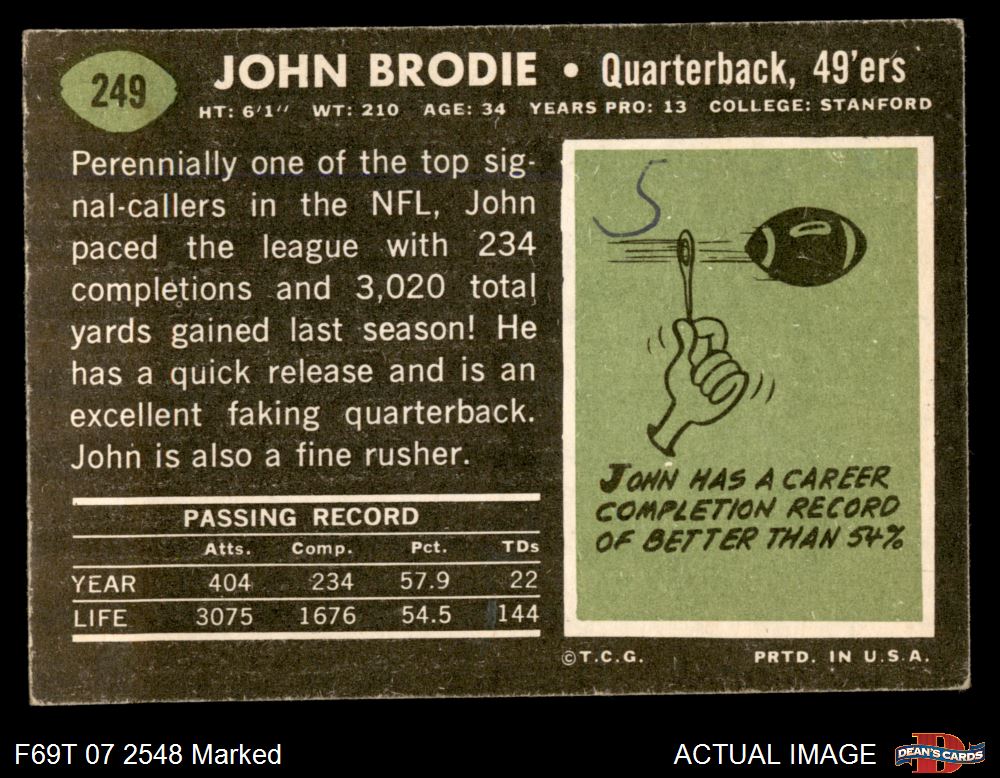 249
JOHN BRODIE • Quarterback, 49'ers
HT: 6'1'' WT: 210 AGE: 34 YEARS PRO: 13 COLLEGE: STANFORD
Perennially one of the top sig-
nal-callers in the NFL, John
paced the league with 234
completions and 3,020 total
yards gained last season! He
has a quick release and is an
excellent faking quarterback.
John is also a fine rusher.
PASSING RECORD
Atts. Comp. Pct. TDs
YEAR 404 234 57.9 22
LIFE 3075 1676 54.5 144
5
JOHN HAS A CAREER
COMPLETION RECORD
OF BETTER THAN 54%
©T.C.G. PRTD. IN U.S.A.
F69T 07 2548 Marked
ACTUAL IMAGE
DEAN'S CARDS